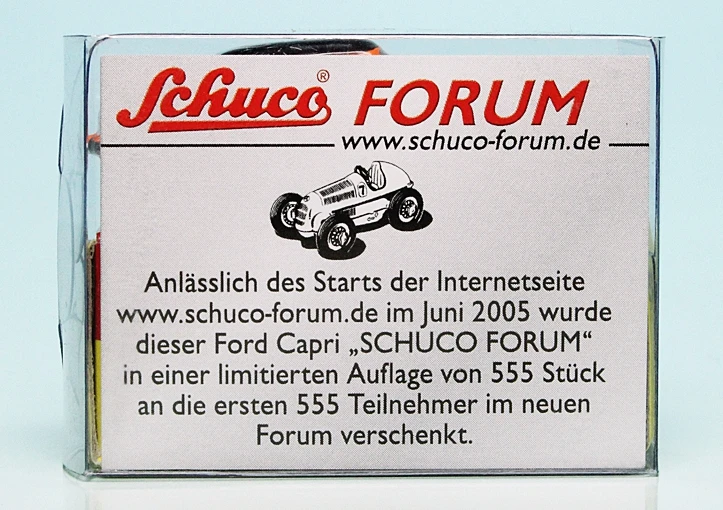 Schuco® FORUM
www.schuco-forum.de
7
Anlässlich des Starts der Internetseite
www.schuco-forum.de im Juni 2005 wurde
dieser Ford Capri „SCHUCO FORUM“
in einer limitierten Auflage von 555 Stück
an die ersten 555 Teilnehmer im neuen
Forum verschenkt.